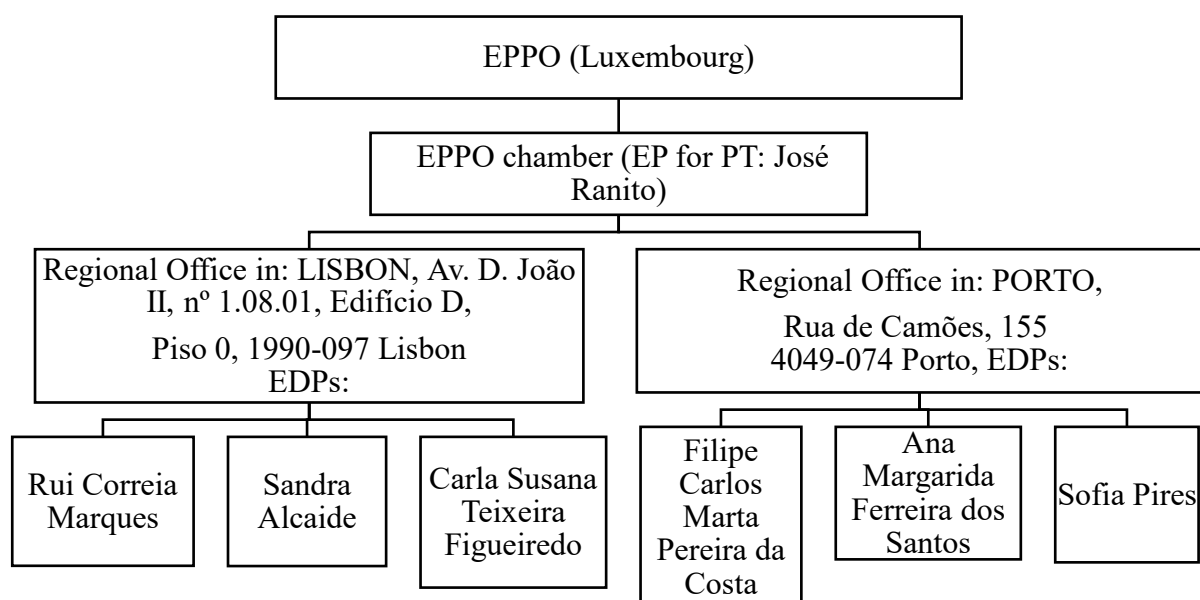 EPPO (Luxembourg)
EPPO chamber (EP for PT: José
Ranito)
Regional Office in: LISBON, Av. D. João
II, nº 1.08.01, Edifício D,
Piso 0, 1990-097 Lisbon
EDPs:
Regional Office in: PORTO,
Rua de Camões, 155
4049-074 Porto, EDPs:
Rui Correia
Marques
Sandra
Alcaide
Carla Susana
Teixeira
Figueiredo
Filipe
Carlos
Marta
Pereira da
Costa
Ana
Margarida
Ferreira dos
Santos
Sofia Pires